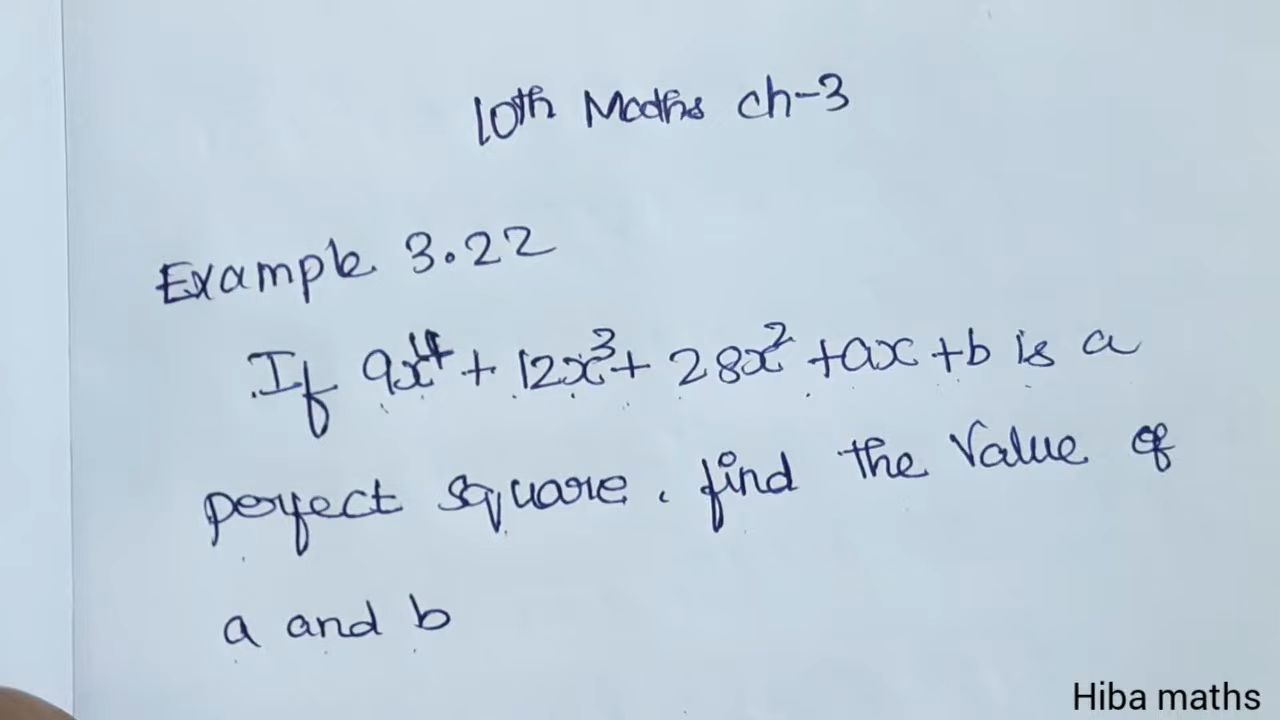 10th Maths ch-3
Example 3.22
If 9x⁴ + 12x³ + 28x² + ax + b is a
perfect square, find the value of
a and b
Hiba maths